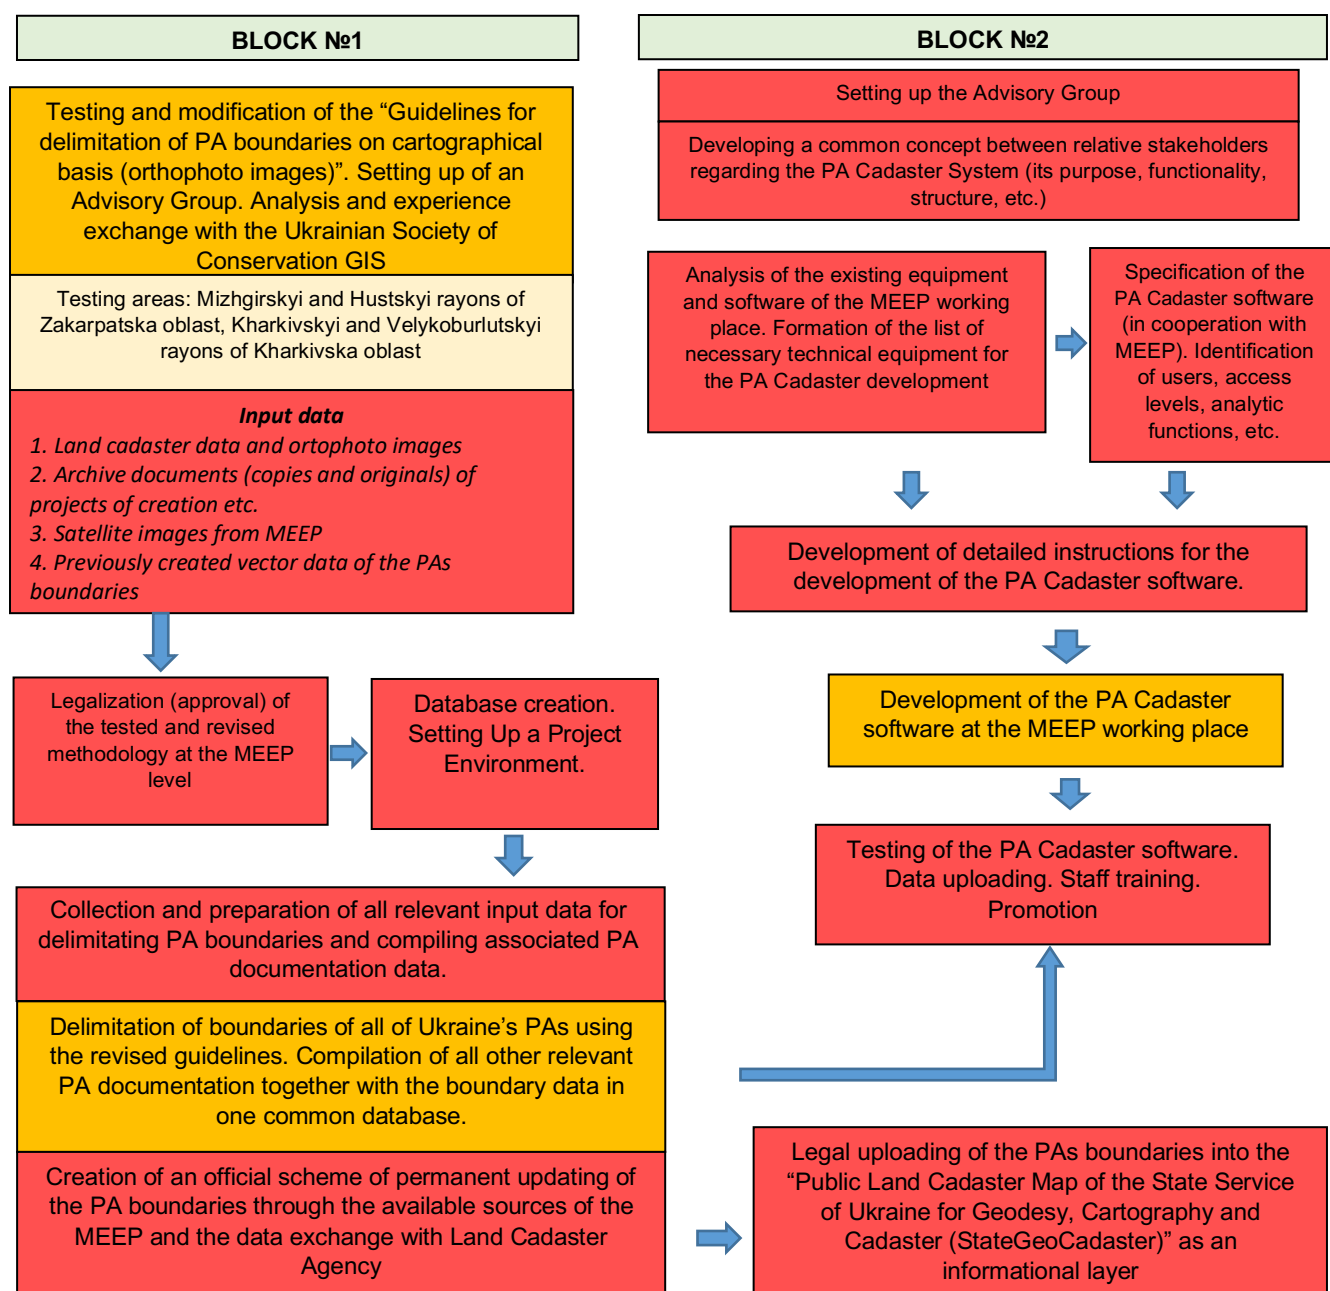 BLOCK №1
Testing and modification of the “Guidelines for
delimitation of PA boundaries on cartographical
basis (orthophoto images)”. Setting up of an
Advisory Group. Analysis and experience
exchange with the Ukrainian Society of
Conservation GIS
Testing areas: Mizhgirskyi and Hustskyi rayons of
Zakarpatska oblast, Kharkivskyi and Velykoburlutskyi
rayons of Kharkivska oblast
Input data
1. Land cadaster data and ortophoto images
2. Archive documents (copies and originals) of
projects of creation etc.
3. Satellite images from MEEP
4. Previously created vector data of the PAs
boundaries
Legalization (approval) of
the tested and revised
methodology at the MEEP
level
Database creation.
Setting Up a Project
Environment.
Collection and preparation of all relevant input data for
delimitating PA boundaries and compiling associated PA
documentation data.
Delimitation of boundaries of all of Ukraine’s PAs using
the revised guidelines. Compilation of all other relevant
PA documentation together with the boundary data in
one common database.
Creation of an official scheme of permanent updating of
the PA boundaries through the available sources of the
MEEP and the data exchange with Land Cadaster
Agency
BLOCK №2
Setting up the Advisory Group
Developing a common concept between relative stakeholders
regarding the PA Cadaster System (its purpose, functionality,
structure, etc.)
Analysis of the existing equipment
and software of the MEEP working
place. Formation of the list of
necessary technical equipment for
the PA Cadaster development
Specification of the
PA Cadaster software
(in cooperation with
MEEP). Identification
of users, access
levels, analytic
functions, etc.
Development of detailed instructions for the
development of the PA Cadaster software.
Development of the PA Cadaster
software at the MEEP working place
Testing of the PA Cadaster software.
Data uploading. Staff training.
Promotion
Legal uploading of the PAs boundaries into the
“Public Land Cadaster Map of the State Service
of Ukraine for Geodesy, Cartography and
Cadaster (StateGeoCadaster)” as an
informational layer